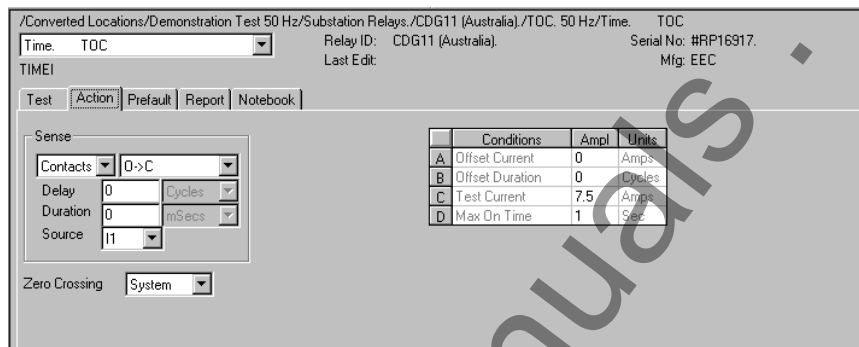 /Converted Locations/Demonstration Test 50 Hz/Substation Relays./CDG11 (Australia)./TOC. 50 Hz/Time. TOC
Time. TOC
Relay ID: CDG11 (Australia). Serial No: #RP16917.
Last Edit: Mfg: EEC
TIMEI
Test Action Prefault Report Notebook
Sense
Contacts O->C
Delay 0 Cycles
Duration 0 mSecs
Source I1
Zero Crossing System
Conditions Ampl Units
A Offset Current 0 Amps
B Offset Duration 0 Cycles
C Test Current 7.5 Amps
D Max On Time 1 Sec
uals .